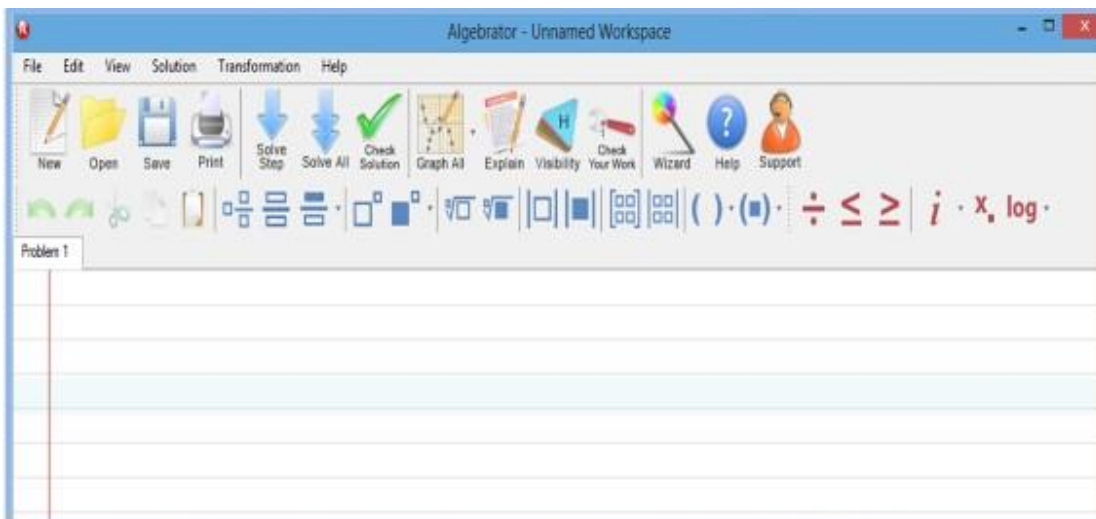 Algebrator - Unnamed Workspace
File Edit View Solution Transformation Help
New Open Save Print Solve Step Solve All Check Solution Graph All Explain Visibility H Check Your Work Wizard Help Support
( ) · (■) · ÷ ≤ ≥ i · X, log ·
Problem 1